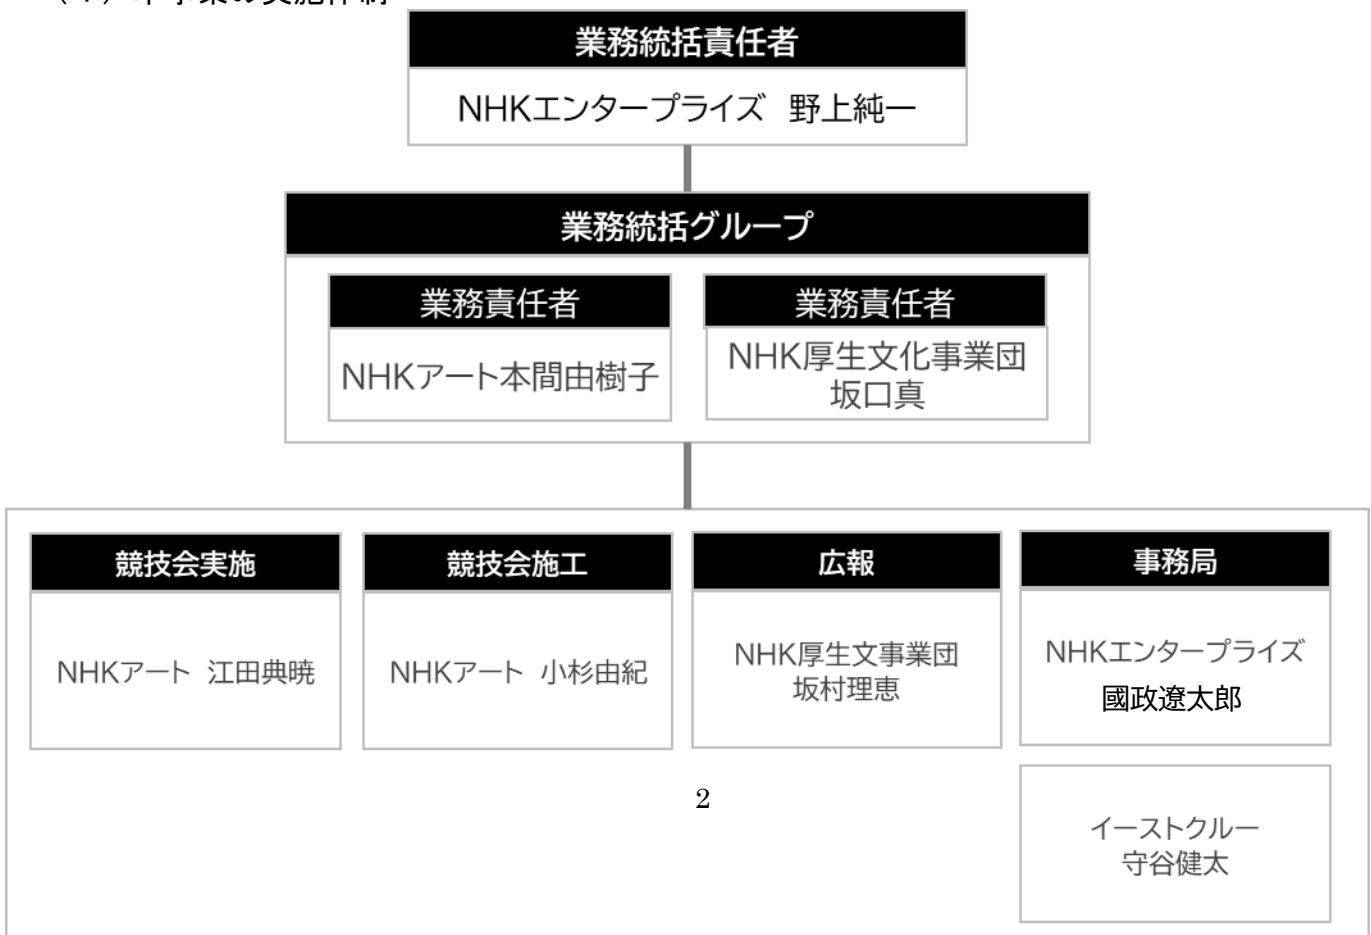 業務統括責任者
NHKエンタープライズ 野上純一
業務統括グループ
業務責任者
NHKアート本間由樹子
業務責任者
NHK厚生文化事業団
坂口真
競技会実施
NHKアート 江田典暁
競技会施工
NHKアート 小杉由紀
広報
NHK厚生文事業団
坂村理恵
事務局
NHKエンタープライズ
國政遼太郎
イーストクルー
守谷健太
2